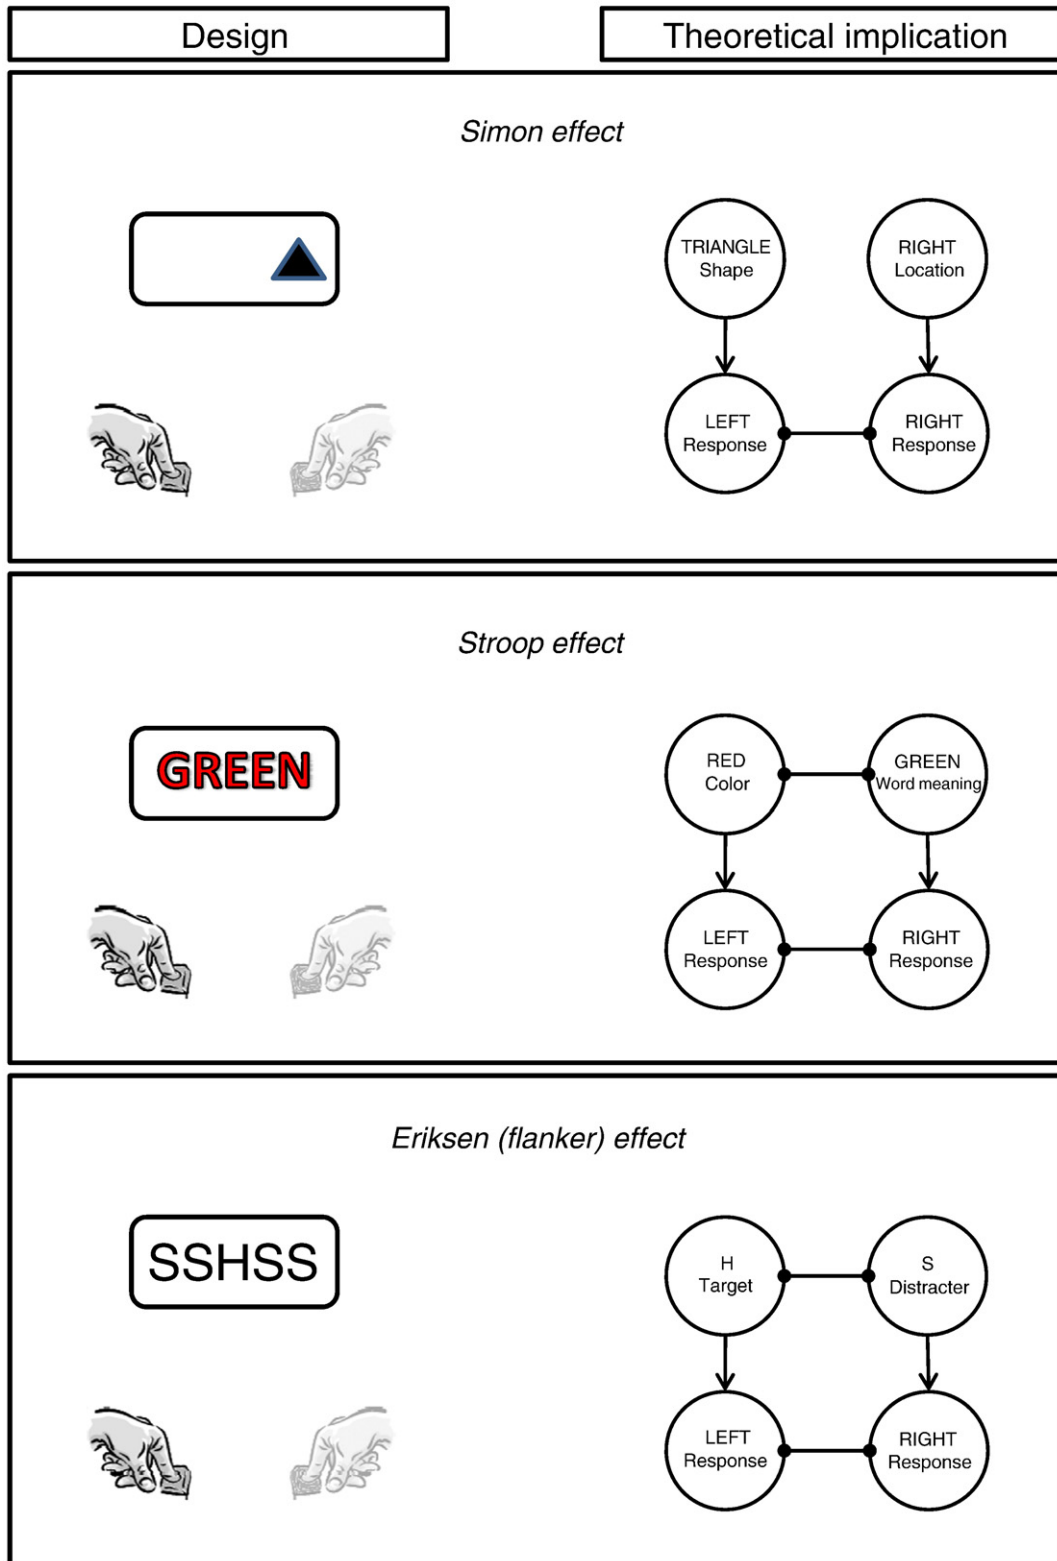 Design
Theoretical implication
Simon effect
TRIANGLE
Shape
RIGHT
Location
LEFT
Response
RIGHT
Response
Stroop effect
GREEN
RED
Color
GREEN
Word meaning
LEFT
Response
RIGHT
Response
Eriksen (flanker) effect
SSHSS
H
Target
S
Distracter
LEFT
Response
RIGHT
Response